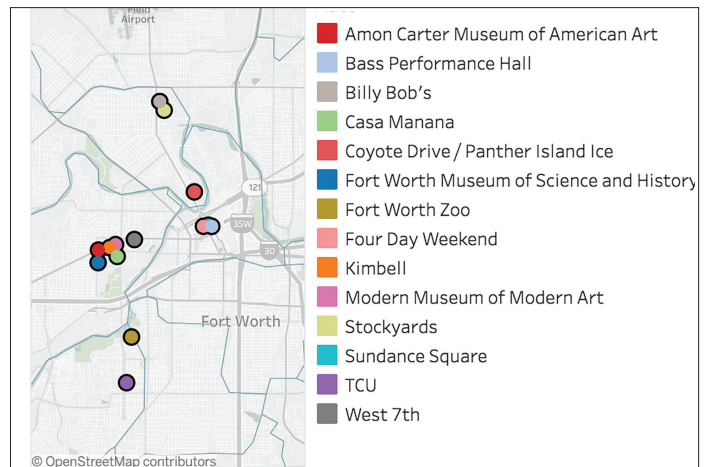 Field
Airport
121
35W
30
Fort Worth
© OpenStreetMap contributors
Amon Carter Museum of American Art
Bass Performance Hall
Billy Bob's
Casa Manana
Coyote Drive / Panther Island Ice
Fort Worth Museum of Science and History
Fort Worth Zoo
Four Day Weekend
Kimbell
Modern Museum of Modern Art
Stockyards
Sundance Square
TCU
West 7th